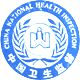 CHINA NATIONAL HEALTH INSPECTION
中国卫生监督